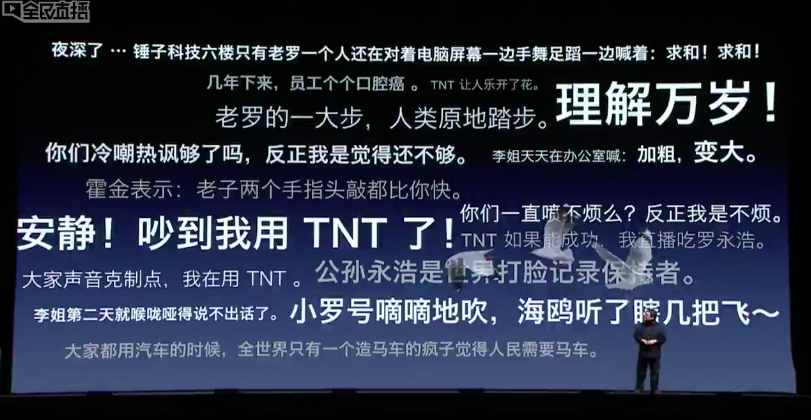 全民直播
夜深了 … 锤子科技六楼只有老罗一个人还在对着电脑屏幕一边手舞足蹈一边喊着：求和！求和！
几年下来，员工个个口腔癌 。
TNT 让人乐开了花。
理解万岁！
老罗的一大步，人类原地踏步。
你们冷嘲热讽够了吗，反正我是觉得还不够。
李姐天天在办公室喊：加粗，变大。
霍金表示：老子两个手指头敲都比你快。
你们一直喷不烦么？反正我是不烦。
安静！吵到我用 TNT 了！
TNT 如果能成功，我直播吃罗永浩。
大家声音克制点，我在用 TNT 。
公孙永浩是世界打脸记录保持者。
李姐第二天就喉咙哑得说不出话了。
小罗号嘀嘀地吹，海鸥听了瞎几把飞～
大家都用汽车的时候，全世界只有一个造马车的疯子觉得人民需要马车。